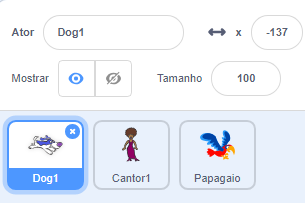 Ator Dog1 x -137
Mostrar Tamanho 100
Dog1 Cantor1 Papagaio